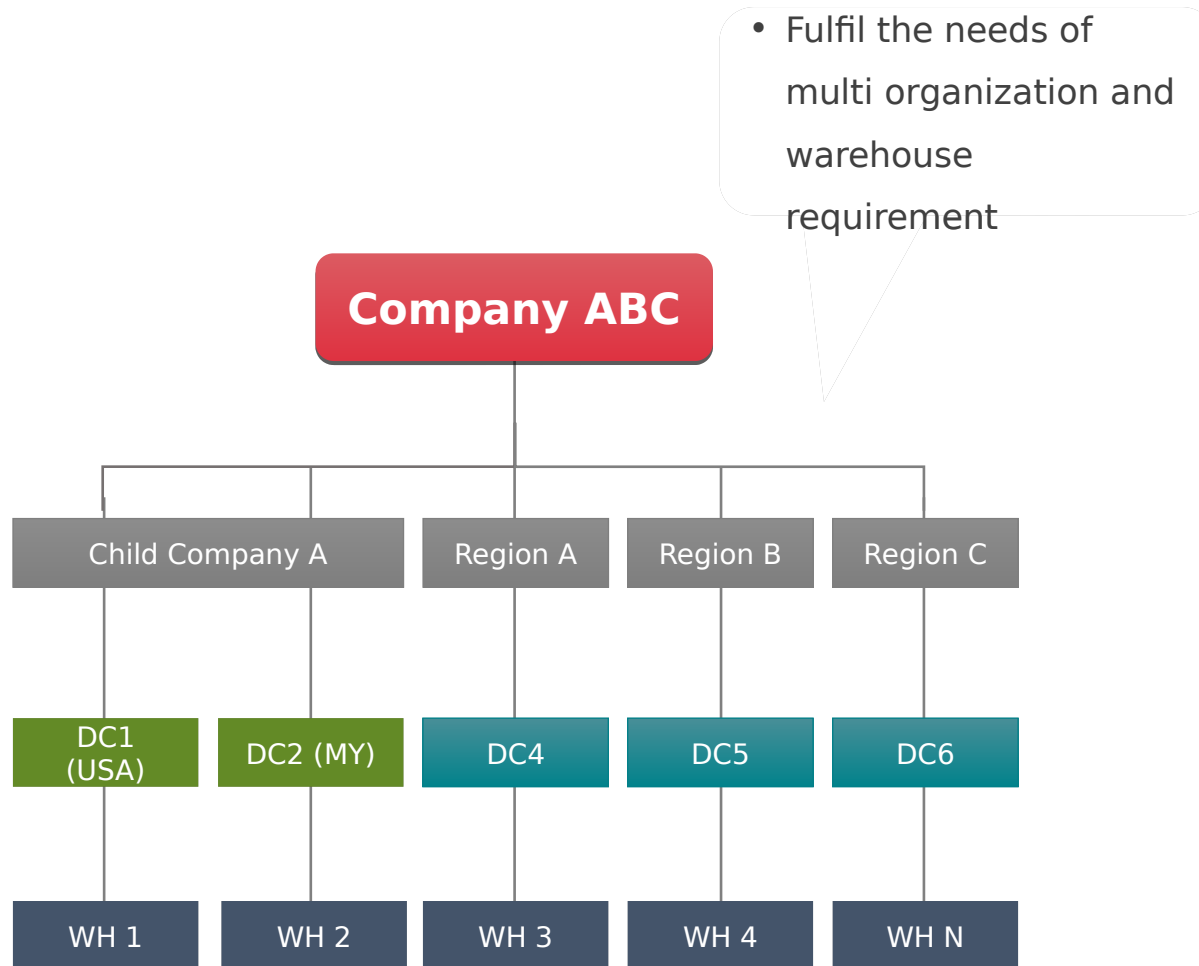 • Fulfil the needs of
multi organization and
warehouse
requirement
Company ABC
Child Company A
Region A
Region B
Region C
DC1
(USA)
DC2 (MY)
DC4
DC5
DC6
WH 1
WH 2
WH 3
WH 4
WH N